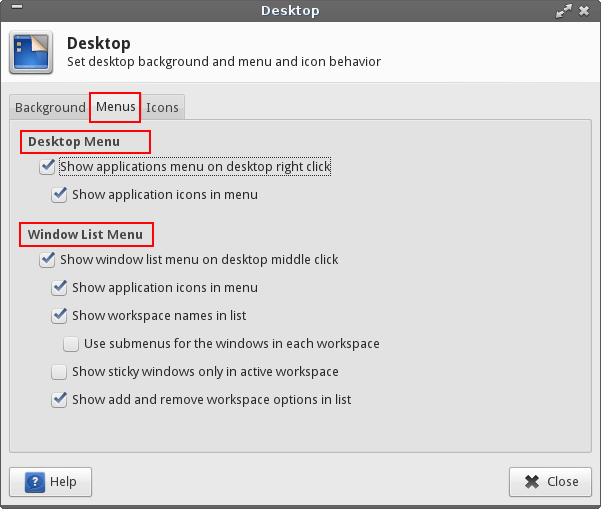 Desktop
Desktop
Set desktop background and menu and icon behavior
Background Menus Icons
Desktop Menu
Show applications menu on desktop right click
Show application icons in menu
Window List Menu
Show window list menu on desktop middle click
Show application icons in menu
Show workspace names in list
Use submenus for the windows in each workspace
Show sticky windows only in active workspace
Show add and remove workspace options in list
? Help Close